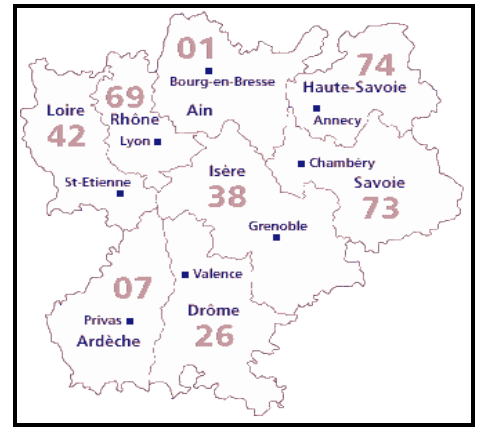 01
Bourg-en-Bresse
Ain
74
Haute-Savoie
Annecy
69
Rhône
Lyon
Loire
42
St-Etienne
Isère
38
Grenoble
Chambéry
Savoie
73
07
Privas
Ardèche
Valence
Drôme
26